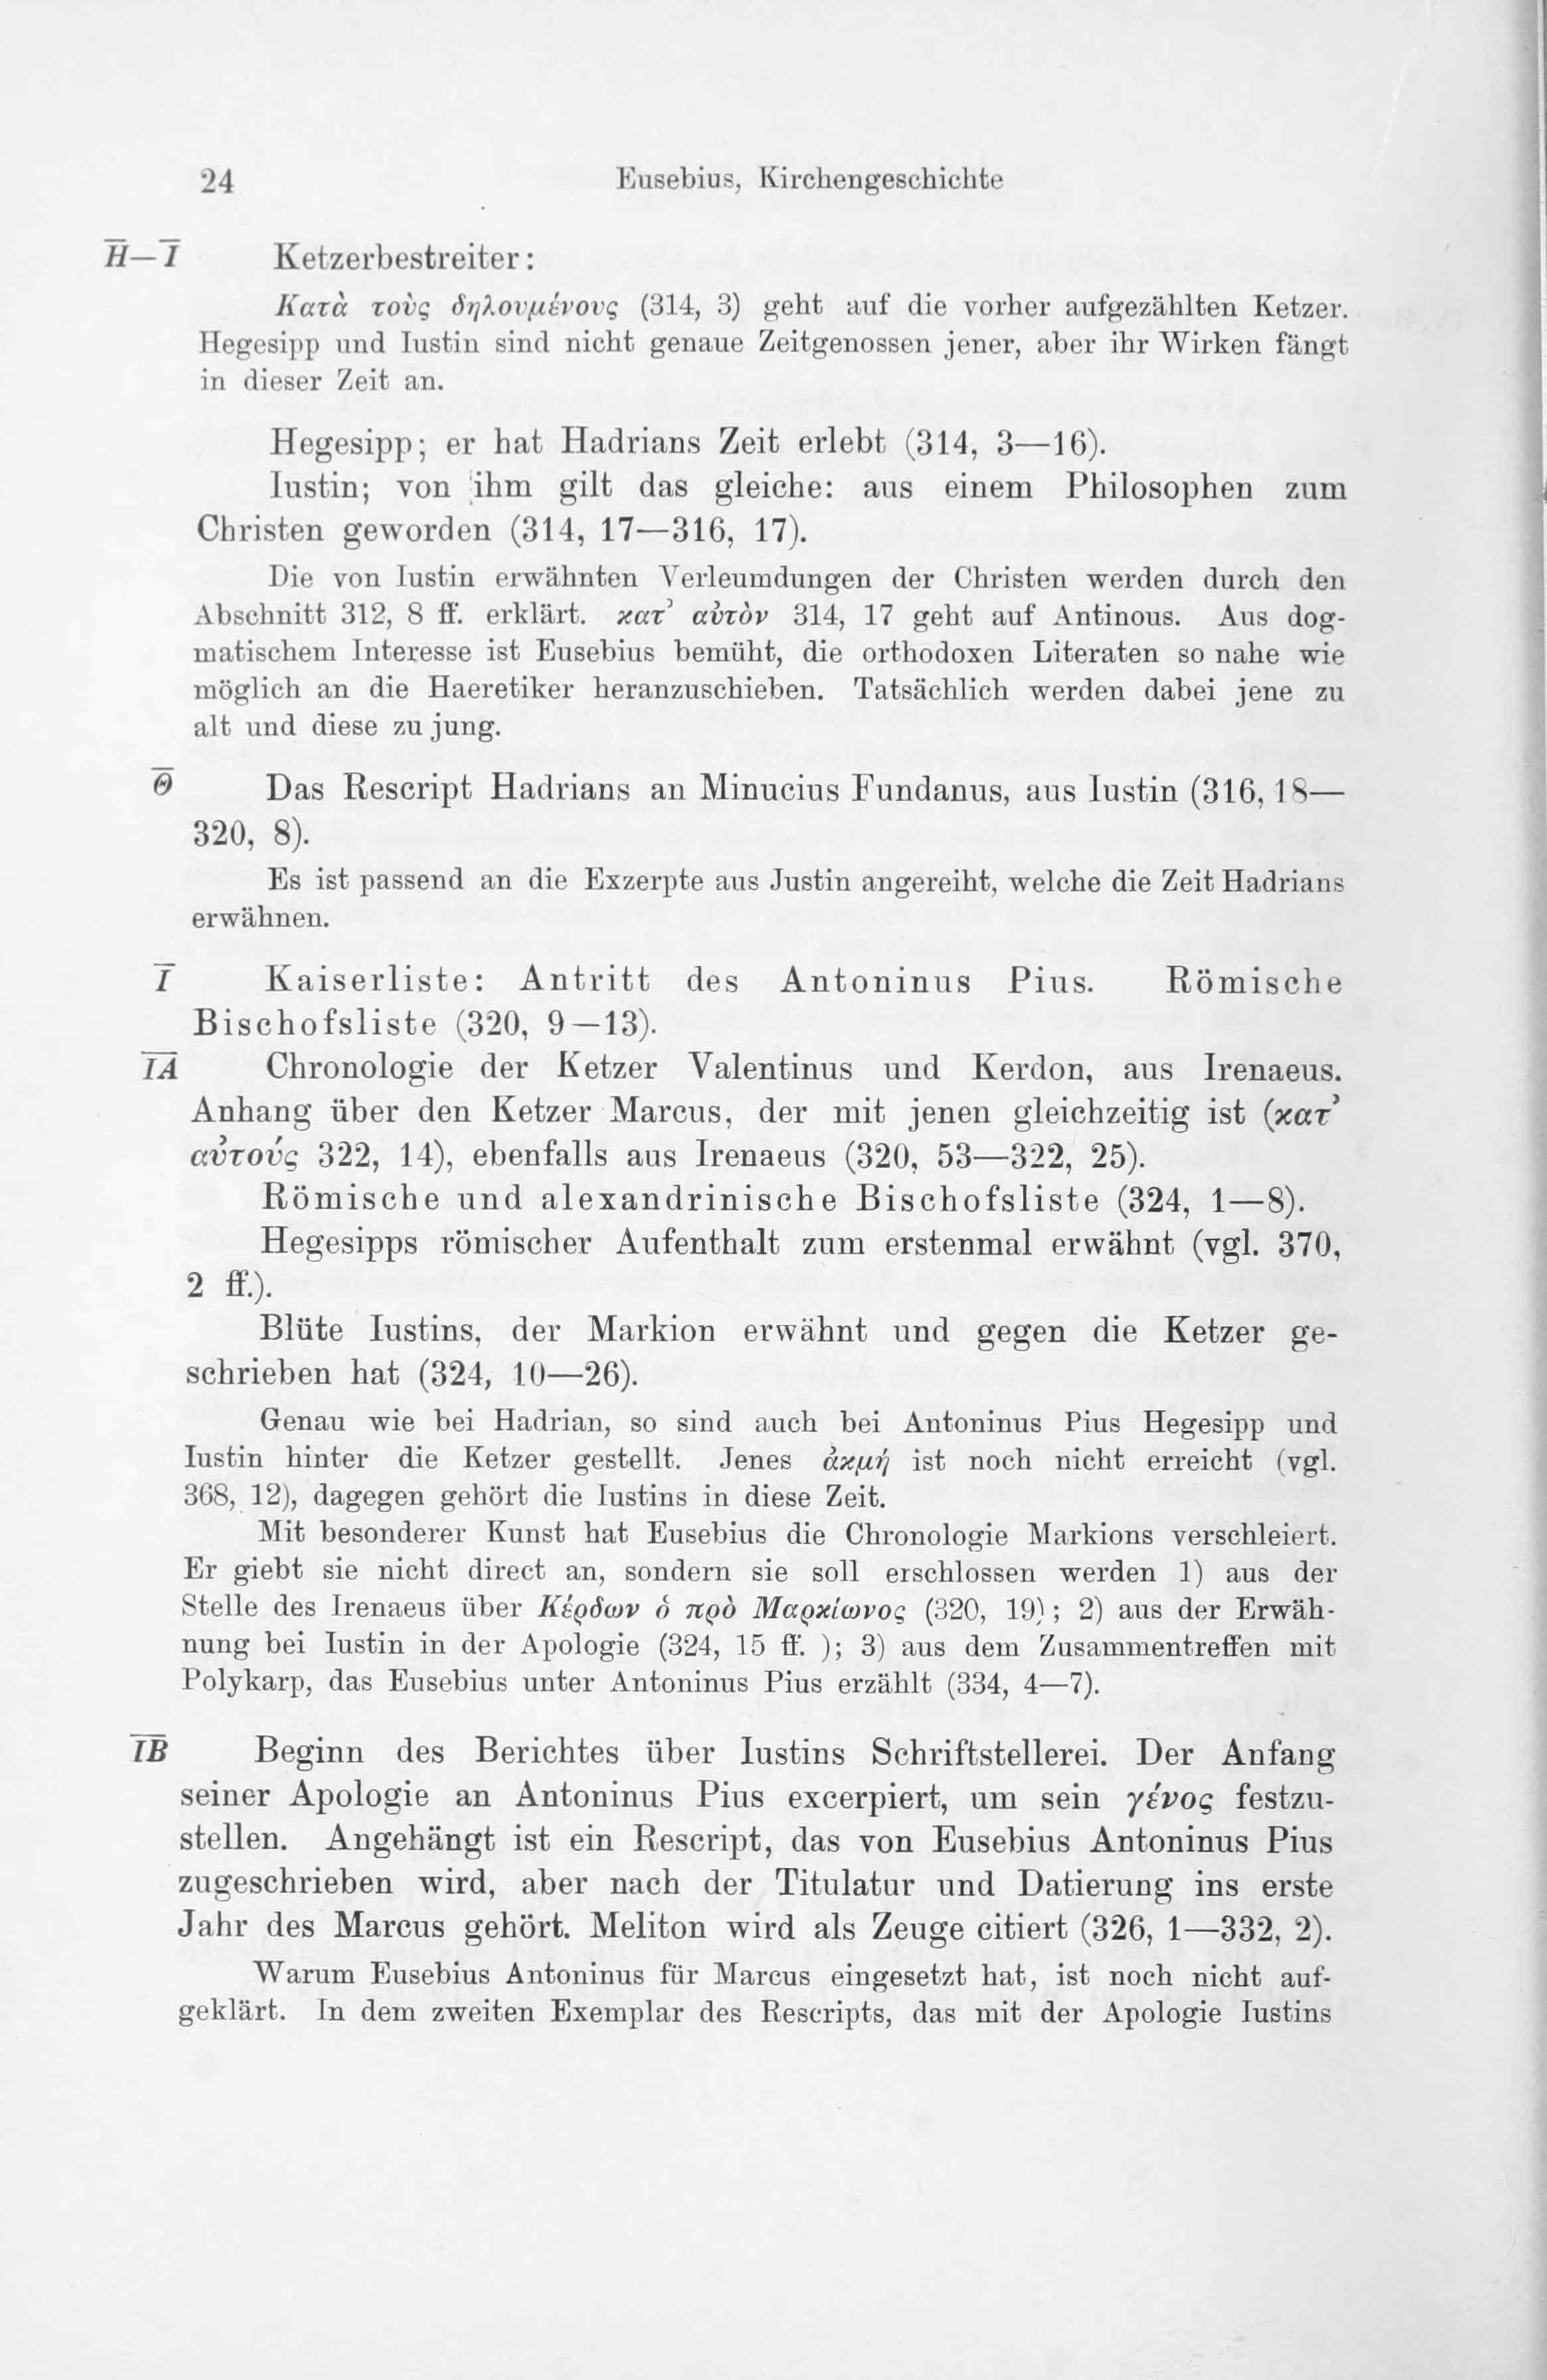 24 Eusebius, Kirchengeschichte
H̅—I̅ Ketzerbestreiter:
Κατὰ τοὺς δηλουμένους (314, 3) geht auf die vorher aufgezählten Ketzer.
Hegesipp und Iustin sind nicht genaue Zeitgenossen jener, aber ihr Wirken fängt
in dieser Zeit an.
Hegesipp; er hat Hadrians Zeit erlebt (314, 3—16).
Iustin; von ihm gilt das gleiche: aus einem Philosophen zum
Christen geworden (314, 17—316, 17).
Die von Iustin erwähnten Verleumdungen der Christen werden durch den
Abschnitt 312, 8 ff. erklärt. κατ᾽ αὐτὸν 314, 17 geht auf Antinous. Aus dog-
matischem Interesse ist Eusebius bemüht, die orthodoxen Literaten so nahe wie
möglich an die Haeretiker heranzuschieben. Tatsächlich werden dabei jene zu
alt und diese zu jung.
Θ̅ Das Rescript Hadrians an Minucius Fundanus, aus Iustin (316, 18—
320, 8).
Es ist passend an die Exzerpte aus Justin angereiht, welche die Zeit Hadrians
erwähnen.
I̅ Kaiserliste: Antritt des Antoninus Pius. Römische
Bischofsliste (320, 9—13).
I̅A̅ Chronologie der Ketzer Valentinus und Kerdon, aus Irenaeus.
Anhang über den Ketzer Marcus, der mit jenen gleichzeitig ist (κατ᾽
αὐτούς 322, 14), ebenfalls aus Irenaeus (320, 53—322, 25).
Römische und alexandrinische Bischofsliste (324, 1—8).
Hegesipps römischer Aufenthalt zum erstenmal erwähnt (vgl. 370,
2 ff.).
Blüte Iustins, der Markion erwähnt und gegen die Ketzer ge-
schrieben hat (324, 10—26).
Genau wie bei Hadrian, so sind auch bei Antoninus Pius Hegesipp und
Iustin hinter die Ketzer gestellt. Jenes ἀκμή ist noch nicht erreicht (vgl.
368, 12), dagegen gehört die Iustins in diese Zeit.
Mit besonderer Kunst hat Eusebius die Chronologie Markions verschleiert.
Er giebt sie nicht direct an, sondern sie soll erschlossen werden 1) aus der
Stelle des Irenaeus über Κέρδων ὁ πρὸ Μαρκίωνος (320, 19); 2) aus der Erwäh-
nung bei Iustin in der Apologie (324, 15 ff. ); 3) aus dem Zusammentreffen mit
Polykarp, das Eusebius unter Antoninus Pius erzählt (334, 4—7).
I̅B̅ Beginn des Berichtes über Iustins Schriftstellerei. Der Anfang
seiner Apologie an Antoninus Pius excerpiert, um sein γένος festzu-
stellen. Angehängt ist ein Rescript, das von Eusebius Antoninus Pius
zugeschrieben wird, aber nach der Titulatur und Datierung ins erste
Jahr des Marcus gehört. Meliton wird als Zeuge citiert (326, 1—332, 2).
Warum Eusebius Antoninus für Marcus eingesetzt hat, ist noch nicht auf-
geklärt. In dem zweiten Exemplar des Rescripts, das mit der Apologie Iustins